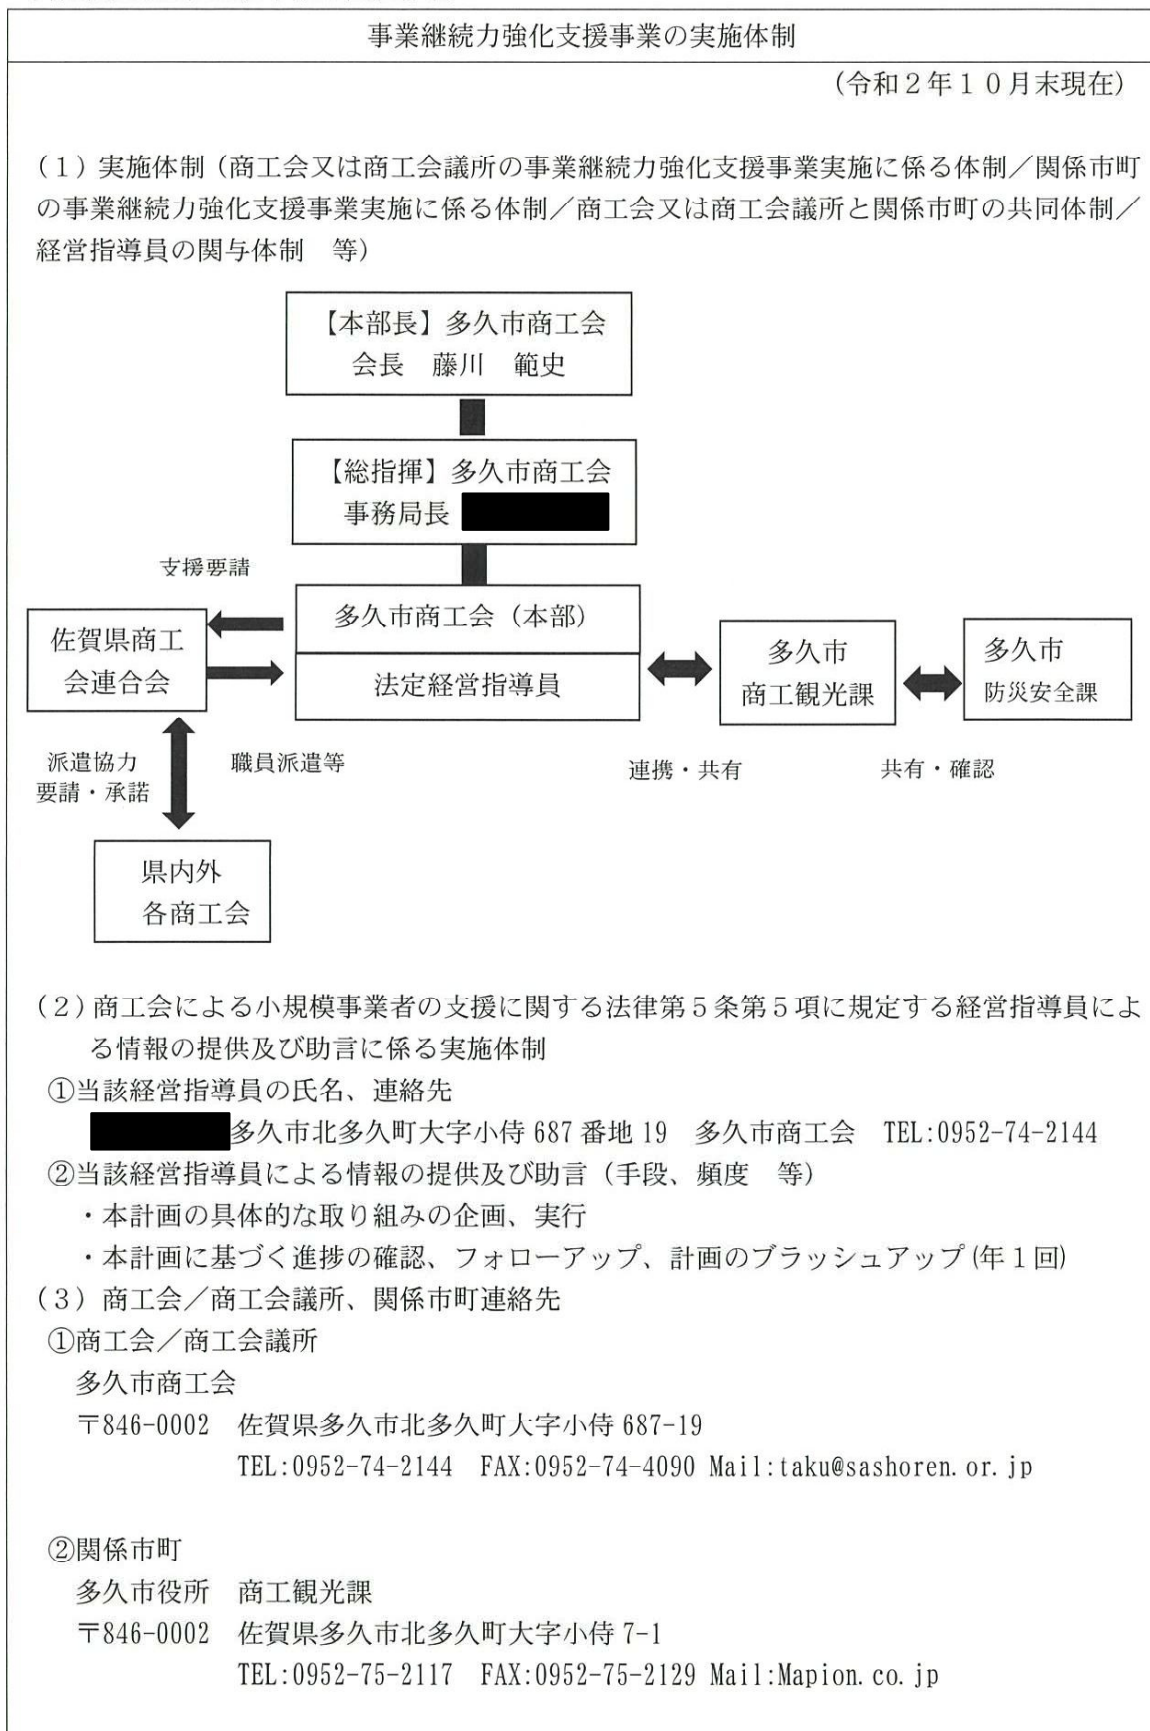 事業継続力強化支援事業の実施体制
(令和2年10月末現在)
(1)実施体制(商工会又は商工会議所の事業継続力強化支援事業実施に係る体制/関係市町
の事業継続力強化支援事業実施に係る体制/商工会又は商工会議所と関係市町の共同体制/
経営指導員の関与体制 等)
【本部長】多久市商工会
会長 藤川 範史
【総指揮】多久市商工会
事務局長
支援要請
佐賀県商工
会連合会
多久市商工会(本部)
法定経営指導員
多久市
商工観光課
多久市
防災安全課
派遣協力
要請・承諾
職員派遣等
連携・共有
共有・確認
県内外
各商工会
(2)商工会による小規模事業者の支援に関する法律第5条第5項に規定する経営指導員によ
る情報の提供及び助言に係る実施体制
①当該経営指導員の氏名、連絡先
多久市北多久町大字小侍 687 番地 19 多久市商工会 TEL:0952-74-2144
②当該経営指導員による情報の提供及び助言(手段、頻度 等)
・本計画の具体的な取り組みの企画、実行
・本計画に基づく進捗の確認、フォローアップ、計画のブラッシュアップ(年1回)
(3)商工会/商工会議所、関係市町連絡先
①商工会/商工会議所
多久市商工会
〒846-0002 佐賀県多久市北多久町大字小侍 687-19
TEL:0952-74-2144 FAX:0952-74-4090 Mail:taku@sashoren.or.jp
②関係市町
多久市役所 商工観光課
〒846-0002 佐賀県多久市北多久町大字小侍 7-1
TEL:0952-75-2117 FAX:0952-75-2129 Mail:Mapion.co.jp